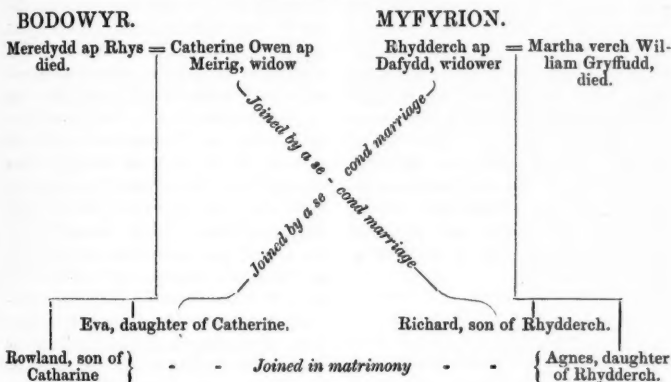 BODOWYR.
MYFYRION.
Meredydd ap Rhys = Catherine Owen ap
died. Meirig, widow
Rhydderch ap = Martha verch Wil-
Dafydd, widower liam Gryffudd,
died.
Joined by a se - cond marriage
Joined by a se - cond marriage
Eva, daughter of Catherine.
Richard, son of Rhydderch.
Rowland, son of } - - Joined in matrimony - - { Agnes, daughter
Catharine of Rhydderch.